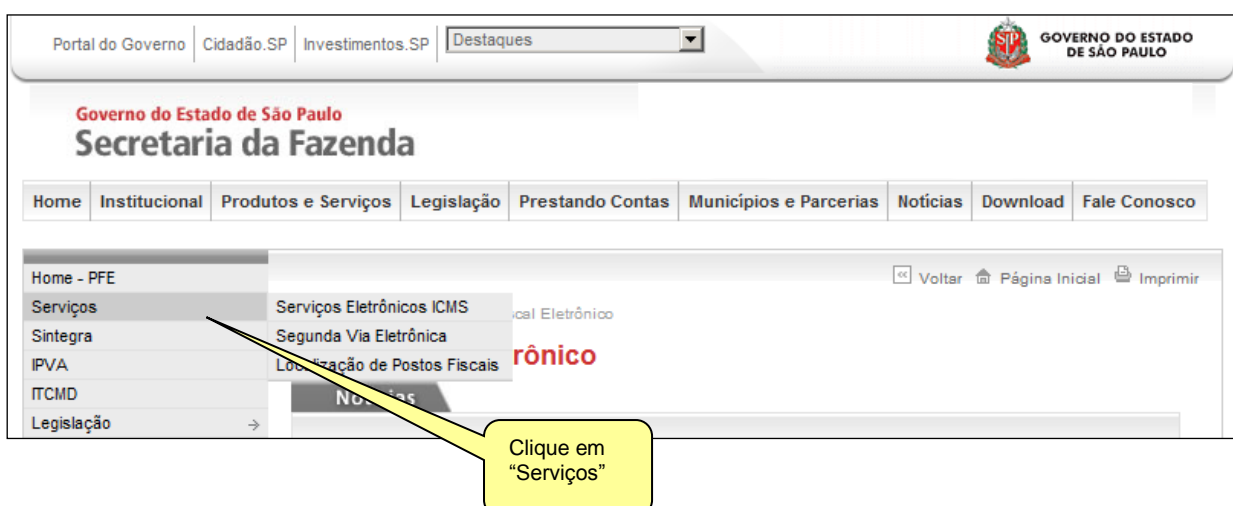 Portal do Governo Cidadão.SP Investimentos.SP Destaques
GOVERNO DO ESTADO
DE SÃO PAULO
Governo do Estado de São Paulo
Secretaria da Fazenda
Home Institucional Produtos e Serviços Legislação Prestando Contas Municípios e Parcerias Notícias Download Fale Conosco
Home - PFE
Voltar Página Inicial Imprimir
Serviços
Serviços Eletrônicos ICMS
Eletrônico
Sintegra
Segunda Via Eletrônica
IPVA
Localização de Postos Fiscais
rônico
ITCMD
Notícias
Legislação
Clique em
“Serviços”